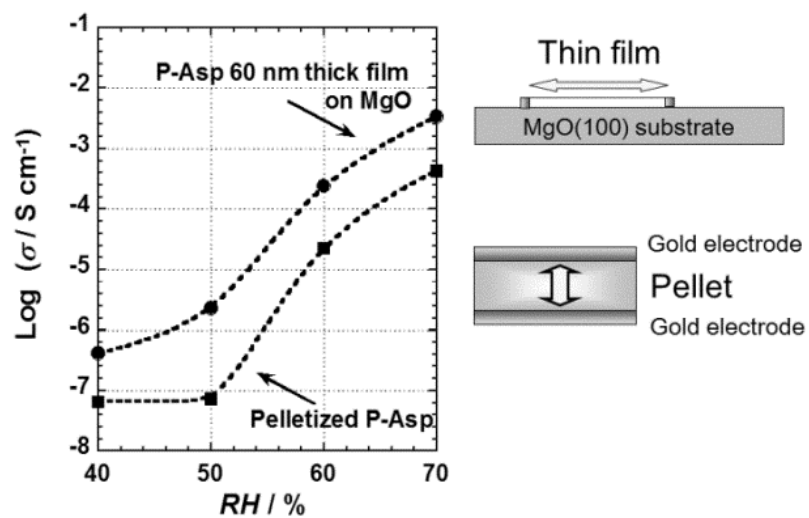 -1
-2
-3
-4
-5
-6
-7
-8
Log (σ / S cm-1)
P-Asp 60 nm thick film
on MgO
Pelletized P-Asp
40 50 60 70
RH / %
Thin film
MgO(100) substrate
Gold electrode
Pellet
Gold electrode